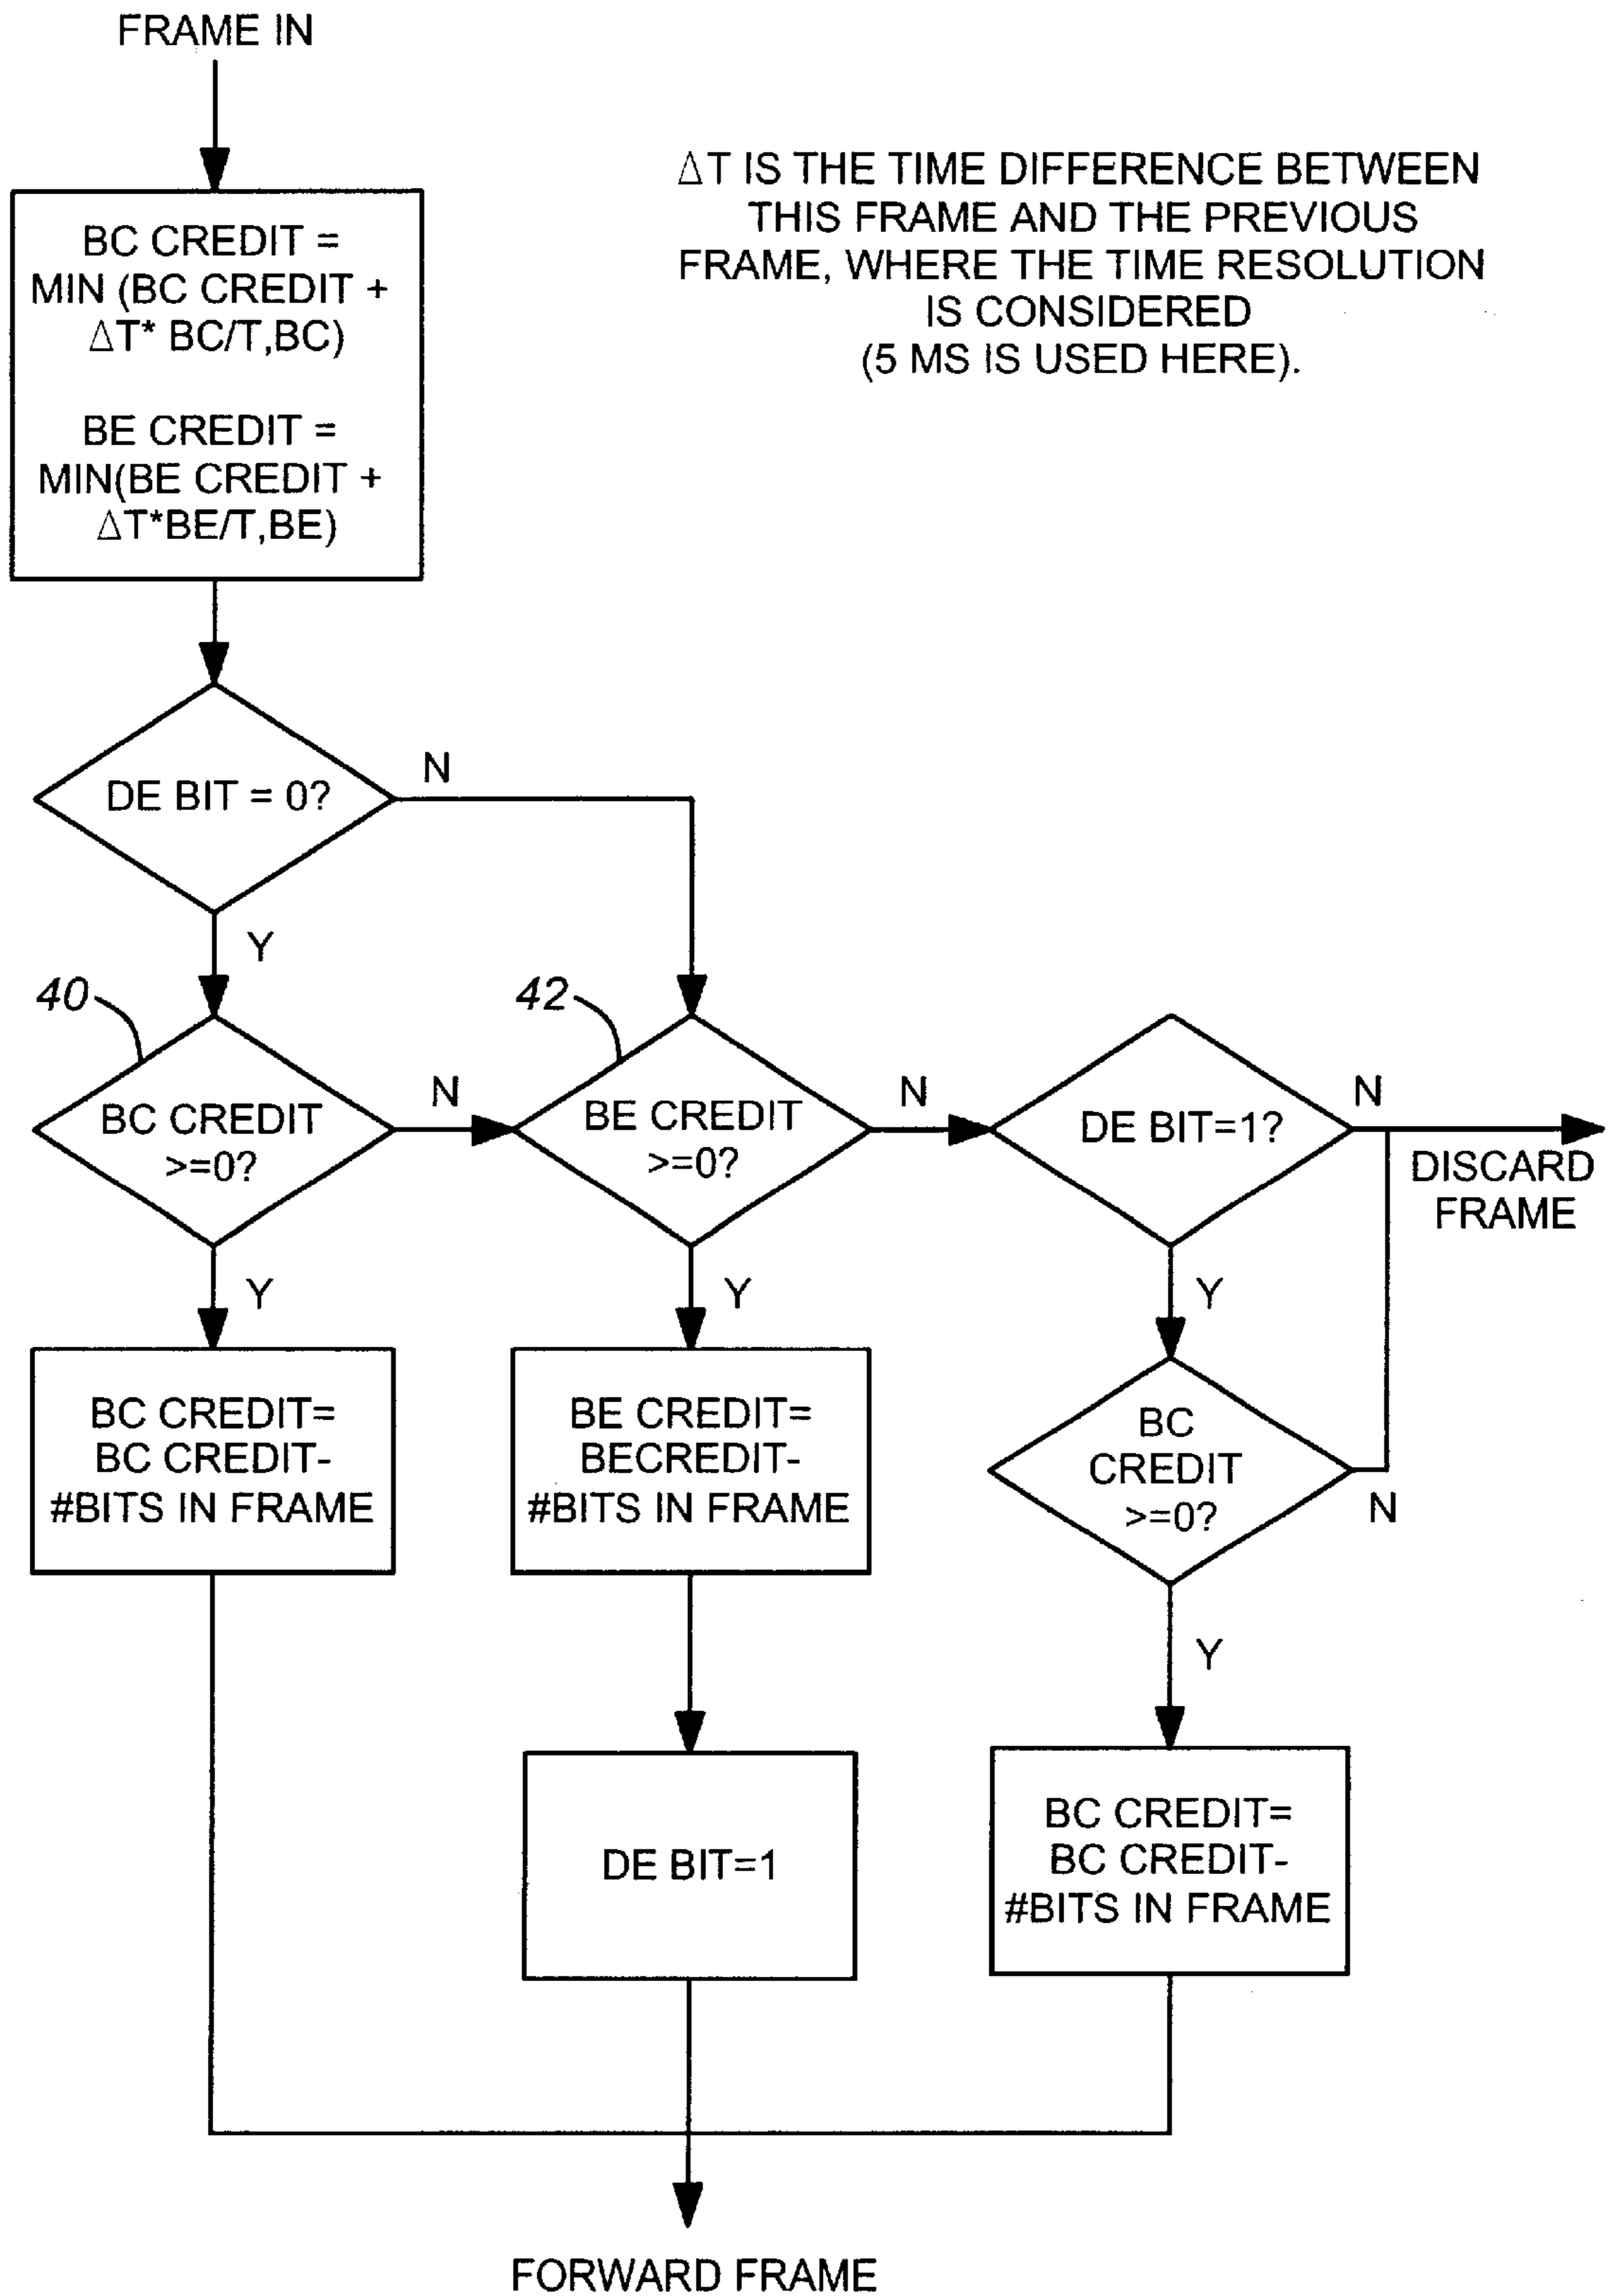 FRAME IN
ΔT IS THE TIME DIFFERENCE BETWEEN
THIS FRAME AND THE PREVIOUS
FRAME, WHERE THE TIME RESOLUTION
IS CONSIDERED
(5 MS IS USED HERE).
BC CREDIT =
MIN (BC CREDIT +
ΔT* BC/T,BC)
BE CREDIT =
MIN(BE CREDIT +
ΔT*BE/T,BE)
DE BIT = 0?
N
Y
40
42
BC CREDIT
>=0?
N
BE CREDIT
>=0?
N
DE BIT=1?
N
DISCARD
FRAME
Y
Y
Y
BC CREDIT=
BC CREDIT-
#BITS IN FRAME
BE CREDIT=
BECREDIT-
#BITS IN FRAME
BC
CREDIT
>=0?
N
Y
DE BIT=1
BC CREDIT=
BC CREDIT-
#BITS IN FRAME
FORWARD FRAME